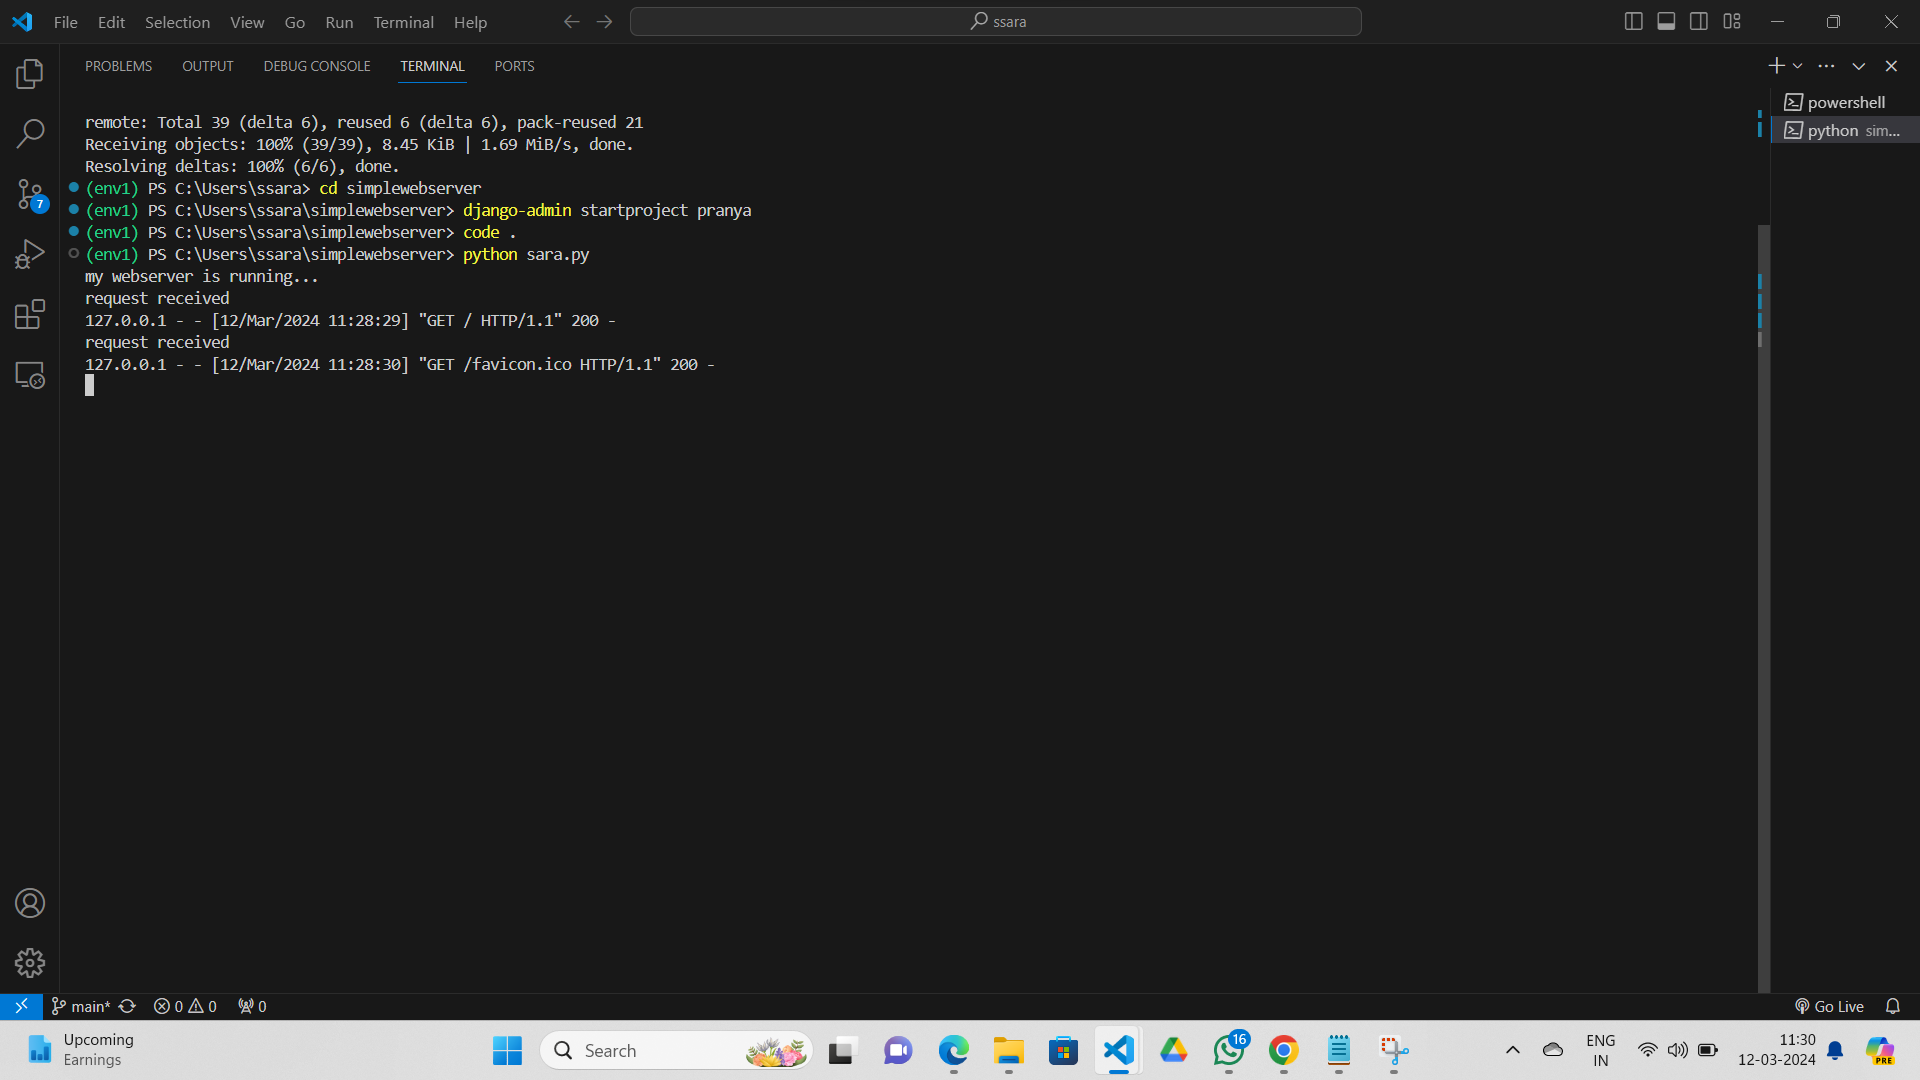 File Edit Selection View Go Run Terminal Help
ssara
PROBLEMS OUTPUT DEBUG CONSOLE TERMINAL PORTS
remote: Total 39 (delta 6), reused 6 (delta 6), pack-reused 21
Receiving objects: 100% (39/39), 8.45 KiB | 1.69 MiB/s, done.
Resolving deltas: 100% (6/6), done.
(env1) PS C:\Users\ssara> cd simplewebserver
(env1) PS C:\Users\ssara\simplewebserver> django-admin startproject pranya
(env1) PS C:\Users\ssara\simplewebserver> code .
(env1) PS C:\Users\ssara\simplewebserver> python sara.py
my webserver is running...
request received
127.0.0.1 - - [12/Mar/2024 11:28:29] "GET / HTTP/1.1" 200 -
request received
127.0.0.1 - - [12/Mar/2024 11:28:30] "GET /favicon.ico HTTP/1.1" 200 -
powershell
python sim...
7
main* 0 0 0
Go Live
Upcoming
Earnings
Search
16
ENG
IN
11:30
12-03-2024
PRE